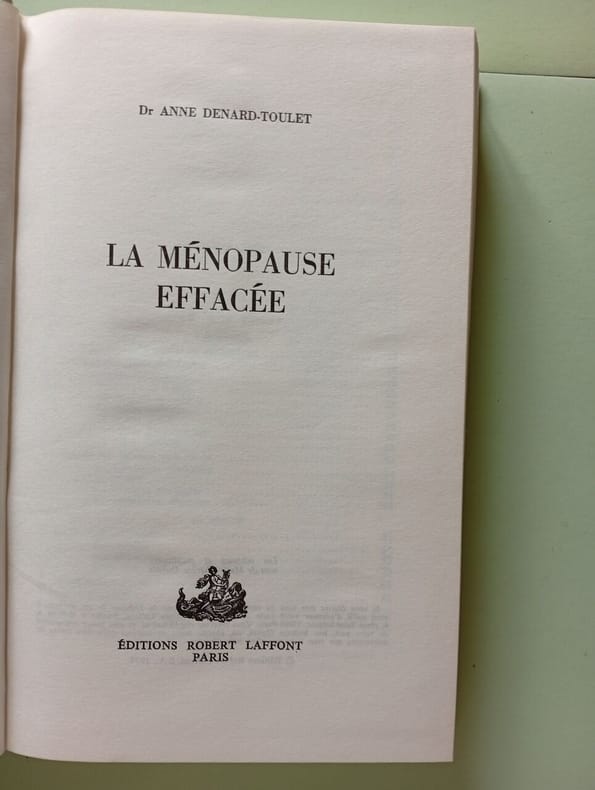 Dr ANNE DENARD-TOULET
LA MÉNOPAUSE
EFFACÉE
ÉDITIONS ROBERT LAFFONT
PARIS